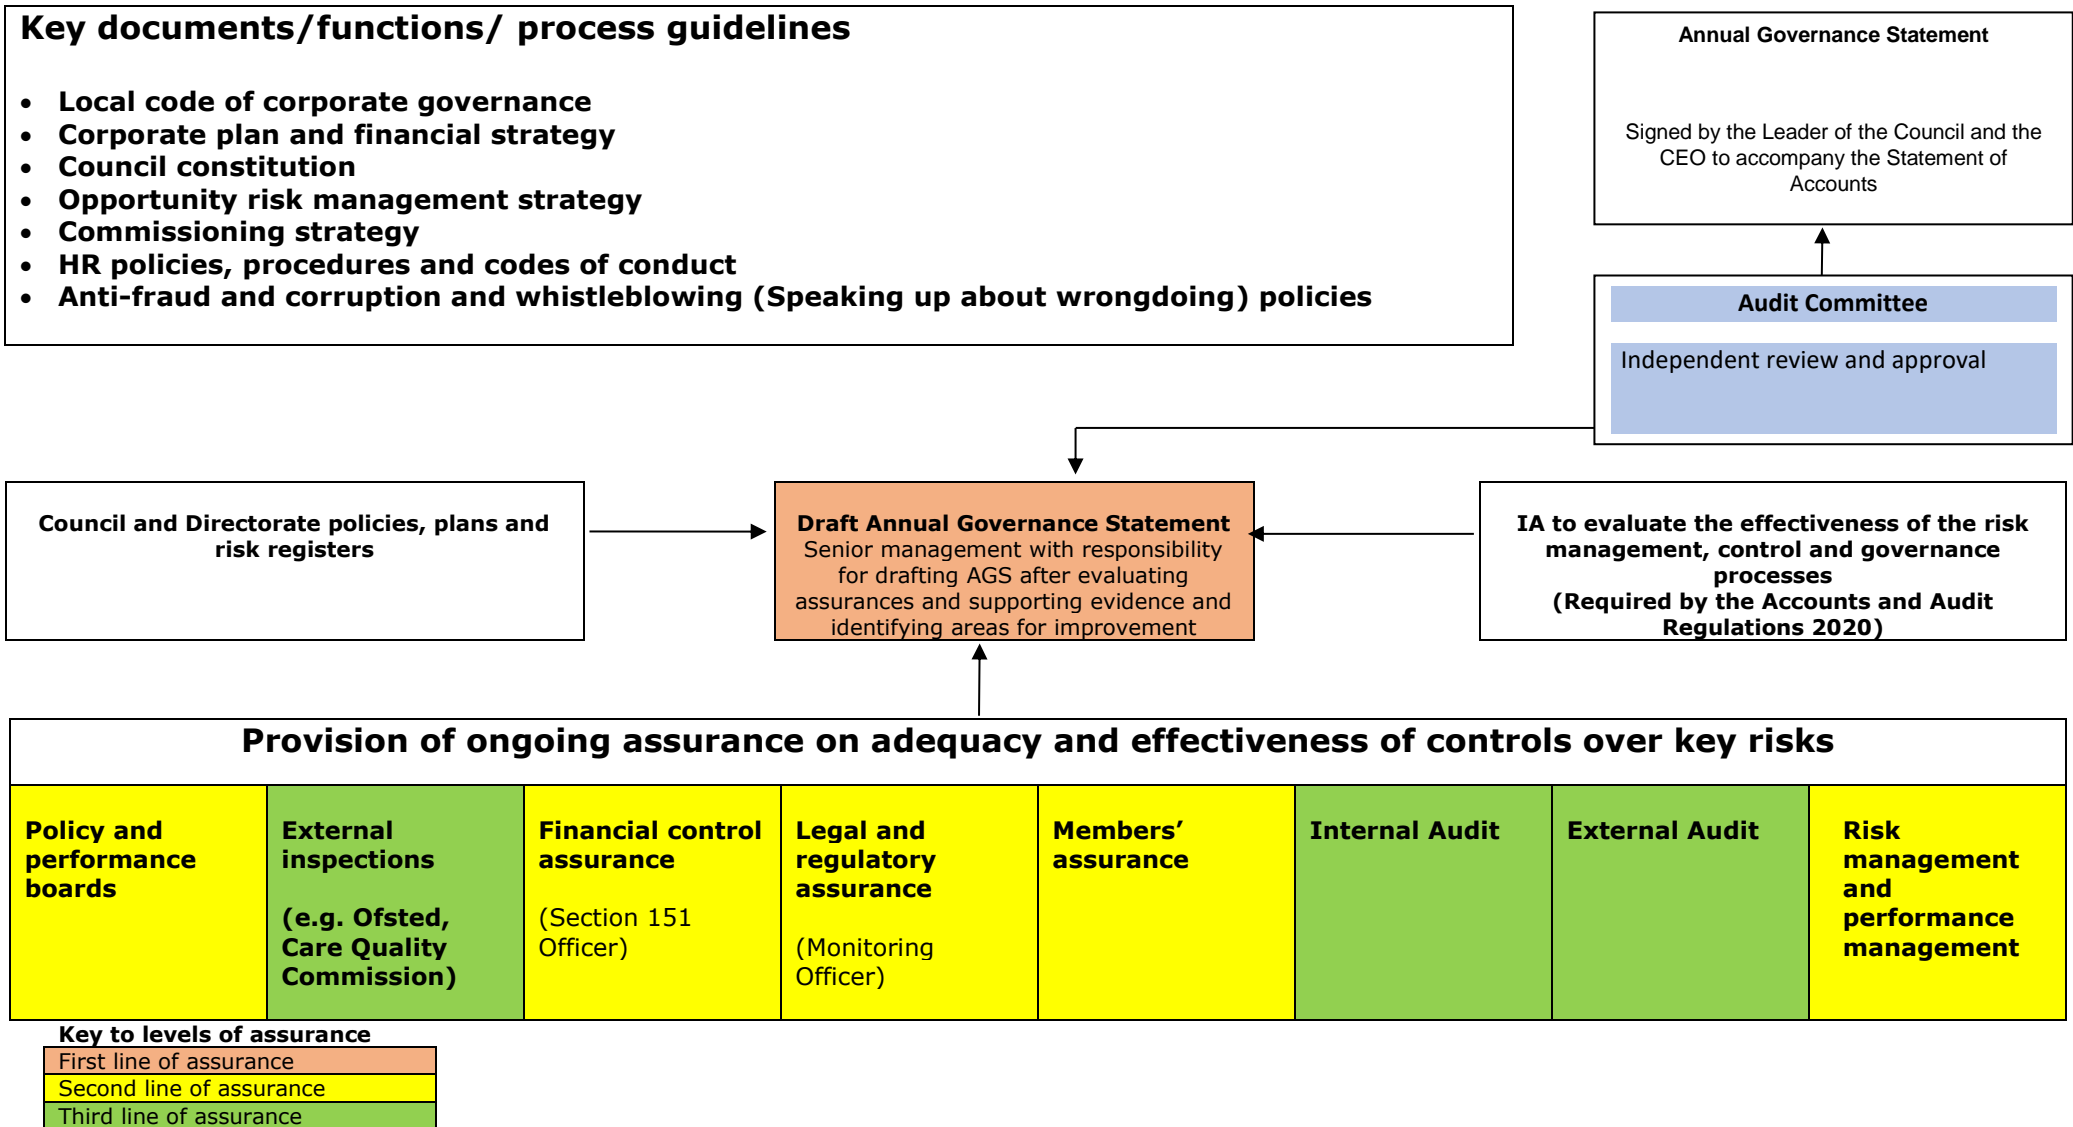 Key documents/functions/ process guidelines
• Local code of corporate governance
• Corporate plan and financial strategy
• Council constitution
• Opportunity risk management strategy
• Commissioning strategy
• HR policies, procedures and codes of conduct
• Anti-fraud and corruption and whistleblowing (Speaking up about wrongdoing) policies
Annual Governance Statement
Signed by the Leader of the Council and the
CEO to accompany the Statement of
Accounts
Audit Committee
Independent review and approval
Council and Directorate policies, plans and
risk registers
Draft Annual Governance Statement
Senior management with responsibility
for drafting AGS after evaluating
assurances and supporting evidence and
identifying areas for improvement
IA to evaluate the effectiveness of the risk
management, control and governance
processes
(Required by the Accounts and Audit
Regulations 2020)
Provision of ongoing assurance on adequacy and effectiveness of controls over key risks
Policy and
performance
boards
External
inspections
(e.g. Ofsted,
Care Quality
Commission)
Financial control
assurance
(Section 151
Officer)
Legal and
regulatory
assurance
(Monitoring
Officer)
Members’
assurance
Internal Audit
External Audit
Risk
management
and
performance
management
Key to levels of assurance
First line of assurance
Second line of assurance
Third line of assurance